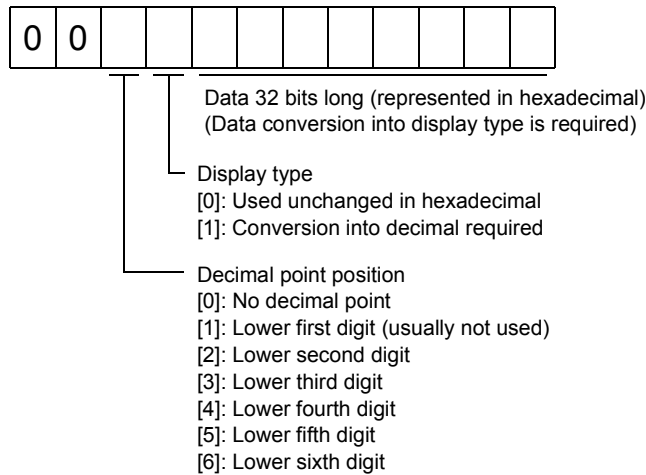 0 0
Data 32 bits long (represented in hexadecimal)
(Data conversion into display type is required)
Display type
[0]: Used unchanged in hexadecimal
[1]: Conversion into decimal required
Decimal point position
[0]: No decimal point
[1]: Lower first digit (usually not used)
[2]: Lower second digit
[3]: Lower third digit
[4]: Lower fourth digit
[5]: Lower fifth digit
[6]: Lower sixth digit